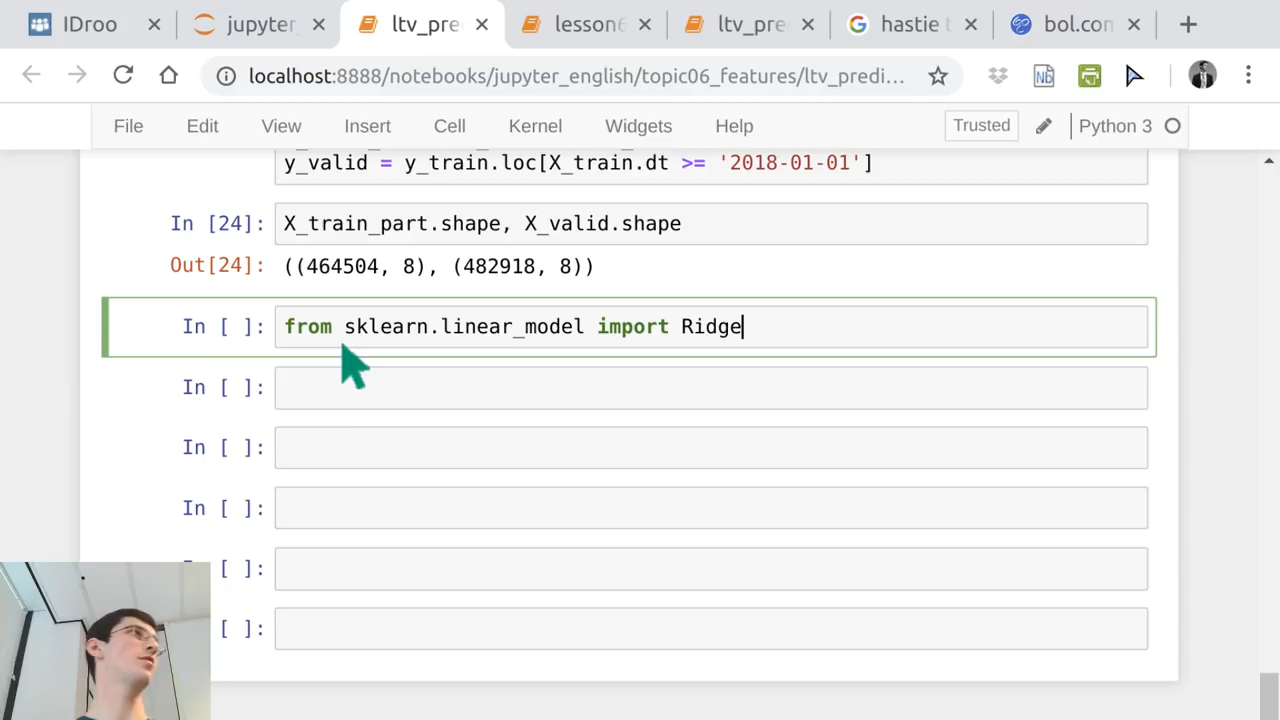 IDroo
jupyter_
ltv_pre
lesson6
ltv_pre
hastie t
bol.com
localhost:8888/notebooks/jupyter_english/topic06_features/ltv_predi...
File Edit View Insert Cell Kernel Widgets Help Trusted Python 3
y_valid = y_train.loc[X_train.dt >= '2018-01-01']
In [24]: X_train_part.shape, X_valid.shape
Out[24]: ((464504, 8), (482918, 8))
In [ ]: from sklearn.linear_model import Ridge
In [ ]:
In [ ]:
In [ ]:
[ ]:
[ ]: